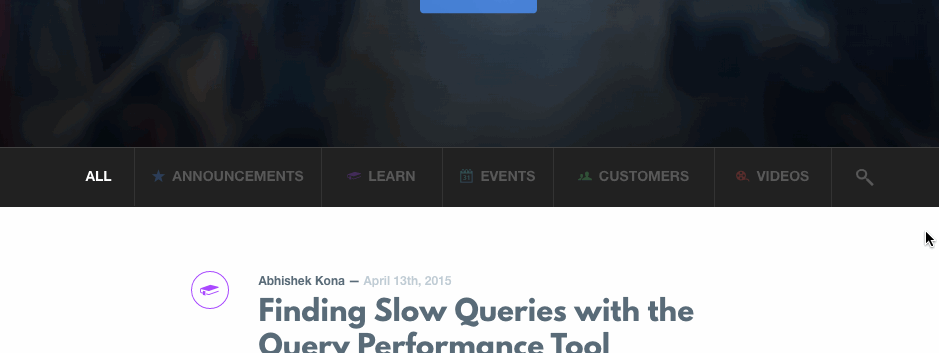 ALL ANNOUNCEMENTS LEARN EVENTS CUSTOMERS VIDEOS
Abhishek Kona — April 13th, 2015
Finding Slow Queries with the
Query Performance Tool